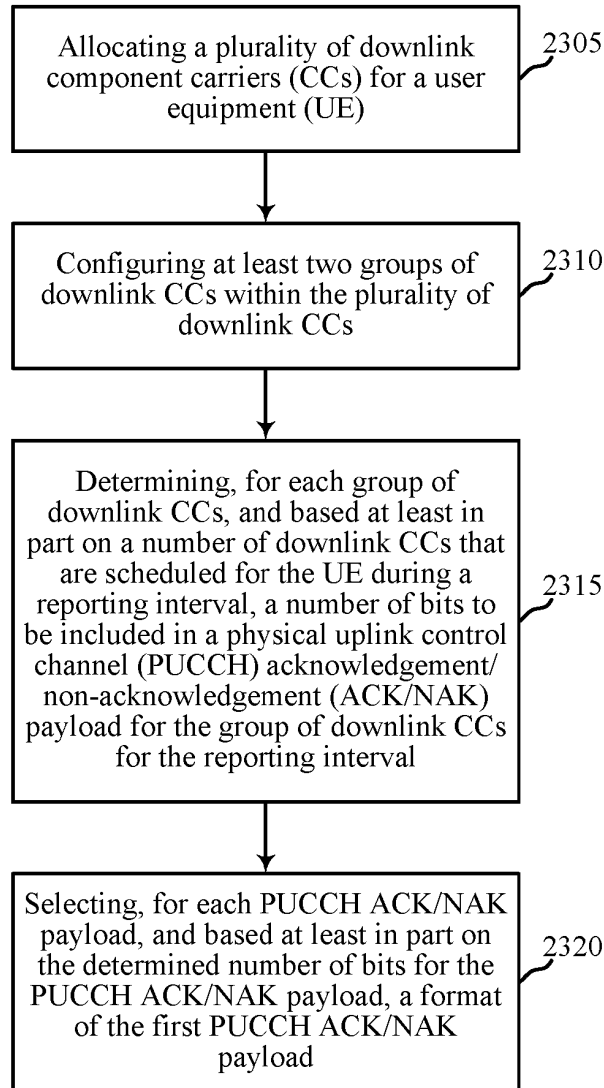 Allocating a plurality of downlink
component carriers (CCs) for a user
equipment (UE)
2305
Configuring at least two groups of
downlink CCs within the plurality of
downlink CCs
2310
Determining, for each group of
downlink CCs, and based at least in
part on a number of downlink CCs that
are scheduled for the UE during a
reporting interval, a number of bits to
be included in a physical uplink control
channel (PUCCH) acknowledgement/
non-acknowledgement (ACK/NAK)
payload for the group of downlink CCs
for the reporting interval
2315
Selecting, for each PUCCH ACK/NAK
payload, and based at least in part on
the determined number of bits for the
PUCCH ACK/NAK payload, a format
of the first PUCCH ACK/NAK
payload
2320